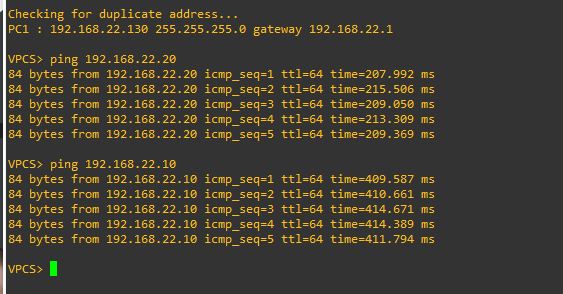 Checking for duplicate address...
PC1 : 192.168.22.130 255.255.255.0 gateway 192.168.22.1
VPCS> ping 192.168.22.20
84 bytes from 192.168.22.20 icmp_seq=1 ttl=64 time=207.992 ms
84 bytes from 192.168.22.20 icmp_seq=2 ttl=64 time=215.506 ms
84 bytes from 192.168.22.20 icmp_seq=3 ttl=64 time=209.050 ms
84 bytes from 192.168.22.20 icmp_seq=4 ttl=64 time=213.309 ms
84 bytes from 192.168.22.20 icmp_seq=5 ttl=64 time=209.369 ms
VPCS> ping 192.168.22.10
84 bytes from 192.168.22.10 icmp_seq=1 ttl=64 time=409.587 ms
84 bytes from 192.168.22.10 icmp_seq=2 ttl=64 time=410.661 ms
84 bytes from 192.168.22.10 icmp_seq=3 ttl=64 time=414.671 ms
84 bytes from 192.168.22.10 icmp_seq=4 ttl=64 time=414.389 ms
84 bytes from 192.168.22.10 icmp_seq=5 ttl=64 time=411.794 ms
VPCS>